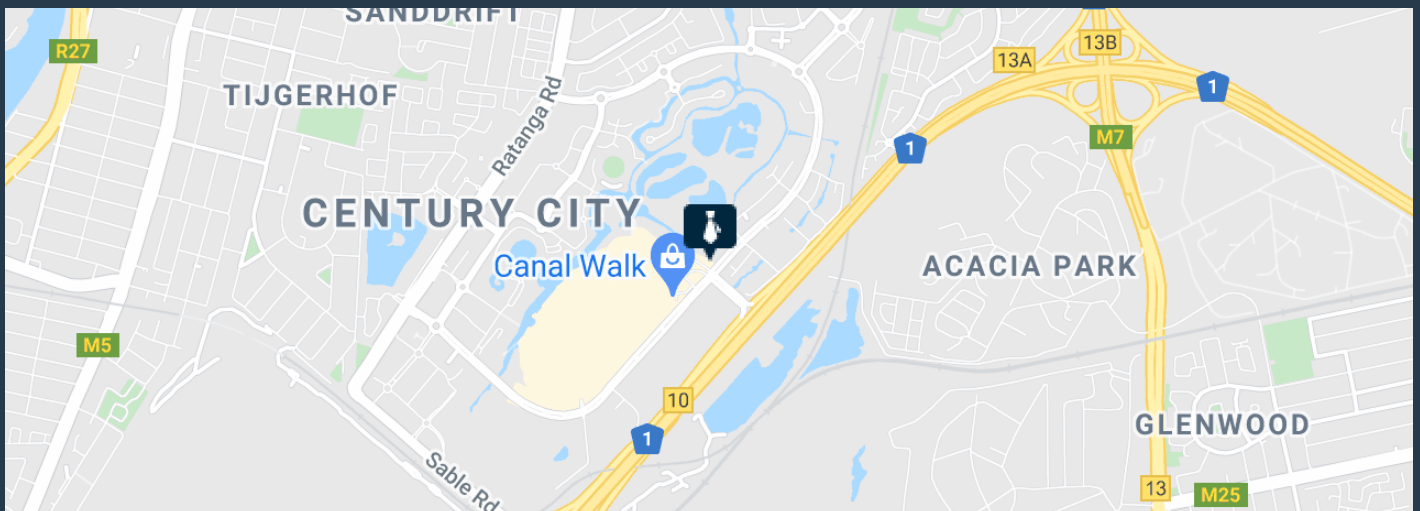 SANDDRIFT
R27
13B
13A
TIJGERHOF
1
Ratanga Rd
M7
1
CENTURY CITY
Canal Walk
ACACIA PARK
M5
10
GLENWOOD
1
Sable Rd
13
M25